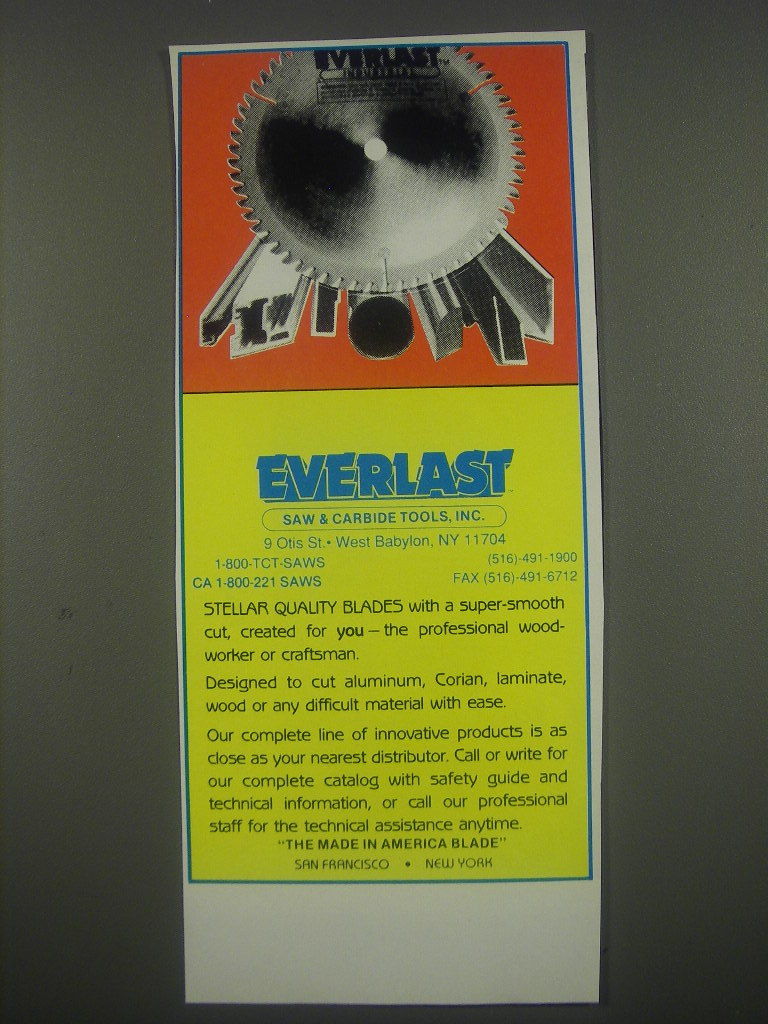 EVERLAST
EVERLAST
SAW & CARBIDE TOOLS, INC.
9 Otis St. • West Babylon, NY 11704
1-800-TCT-SAWS (516)-491-1900
CA 1-800-221 SAWS FAX (516)-491-6712
STELLAR QUALITY BLADES with a super-smooth
cut, created for you — the professional wood-
worker or craftsman.
Designed to cut aluminum, Corian, laminate,
wood or any difficult material with ease.
Our complete line of innovative products is as
close as your nearest distributor. Call or write for
our complete catalog with safety guide and
technical information, or call our professional
staff for the technical assistance anytime.
"THE MADE IN AMERICA BLADE"
SAN FRANCISCO • NEW YORK